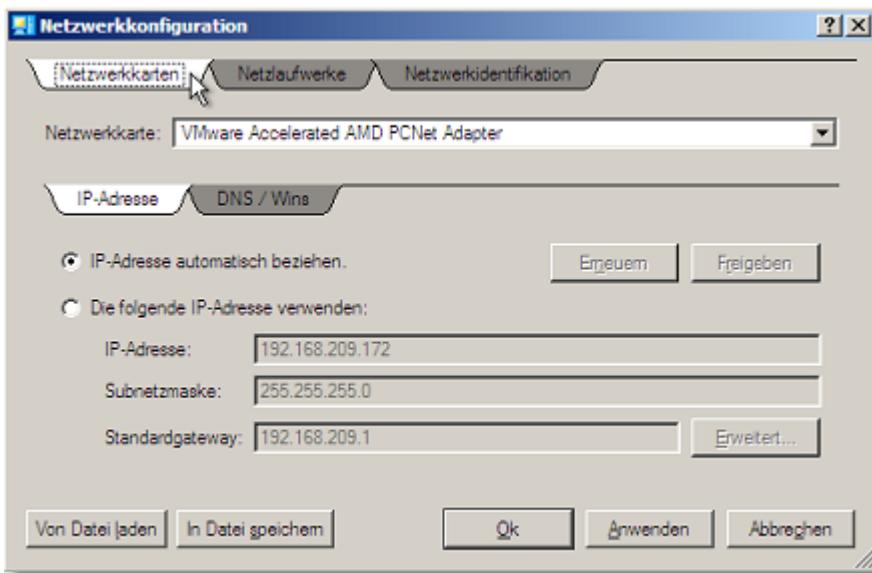 Netzwerkkonfiguration
Netzwerkkarten Netzlaufwerke Netzwerkidentifikation
Netzwerkkarte: VMware Accelerated AMD PCNet Adapter
IP-Adresse DNS / Wins
IP-Adresse automatisch beziehen. Erneuern Freigeben
Die folgende IP-Adresse verwenden:
IP-Adresse: 192.168.209.172
Subnetzmaske: 255.255.255.0
Standardgateway: 192.168.209.1 Erweitert...
Von Datei laden In Datei speichern Ok Anwenden Abbrechen